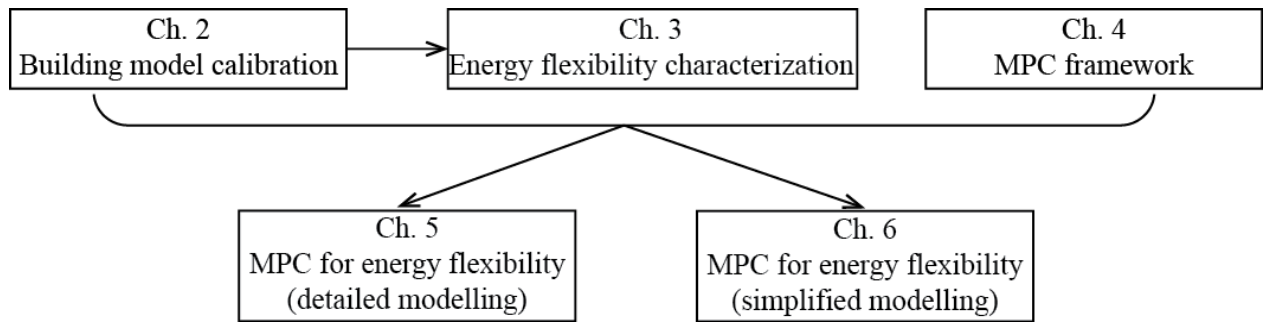 Ch. 2
Building model calibration
Ch. 3
Energy flexibility characterization
Ch. 4
MPC framework
Ch. 5
MPC for energy flexibility
(detailed modelling)
Ch. 6
MPC for energy flexibility
(simplified modelling)